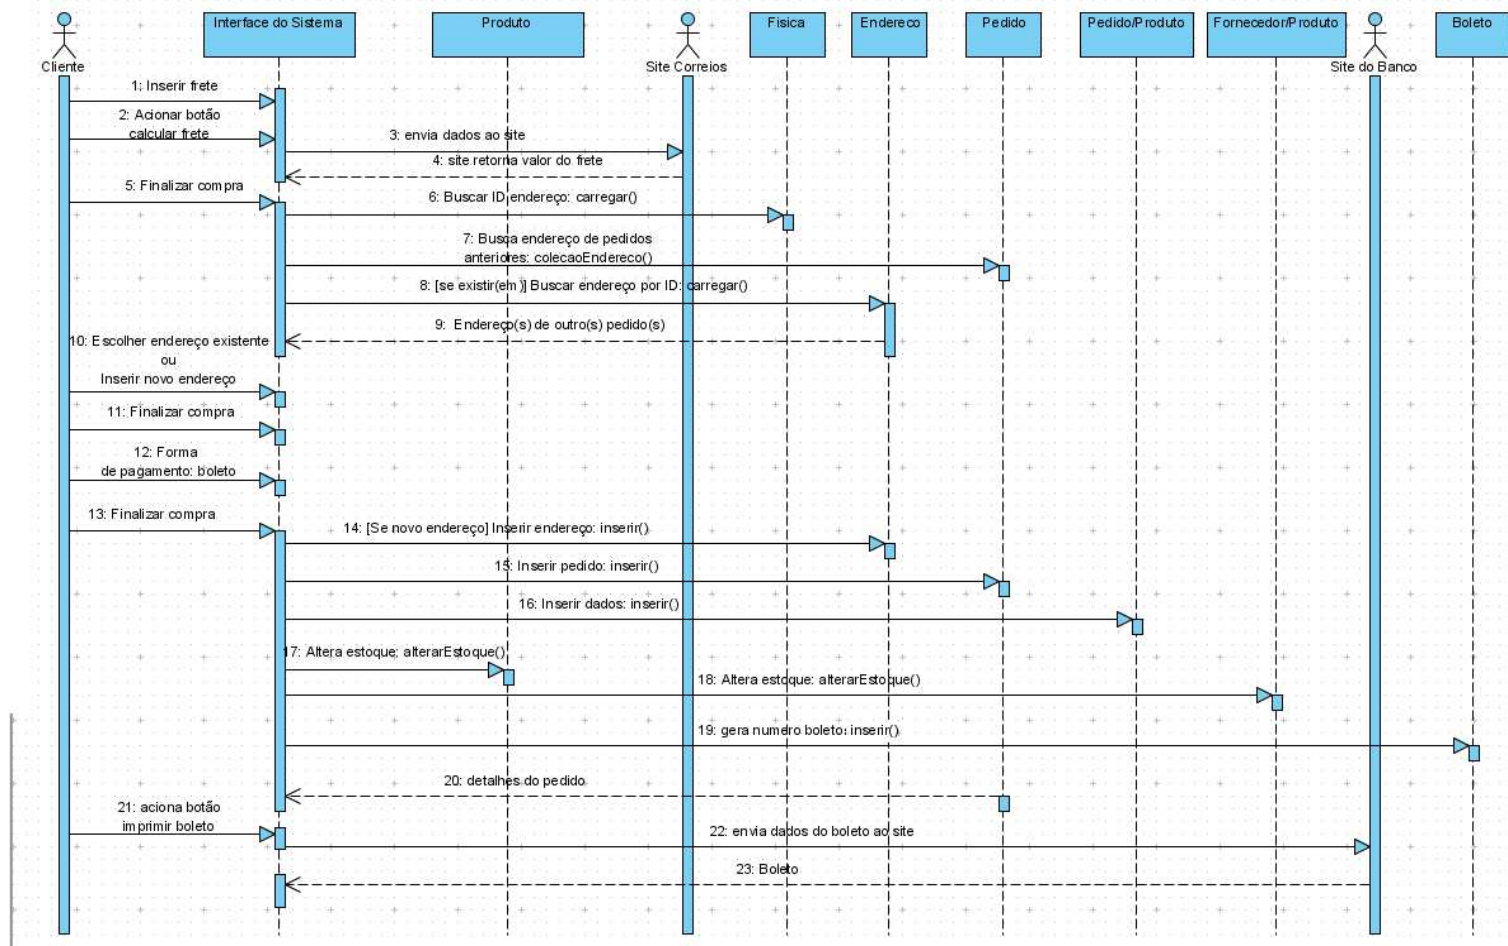 Interface do Sistema
Produto
Fisica
Endereco
Pedido
Pedido/Produto
Fornecedor/Produto
Boleto
Cliente
Site Correios
Site do Banco
1: Inserir frete
2: Acionar botão
calcular frete
3: envia dados ao site
4: site retorna valor do frete
5: Finalizar compra
6: Buscar ID endereço: carregar()
7: Busca endereço de pedidos
anteriores: colecaoEndereco()
8: [se existir(em)] Buscar endereço por ID: carregar()
9: Endereço(s) de outro(s) pedido(s)
10: Escolher endereço existente
ou
Inserir novo endereço
11: Finalizar compra
12: Forma
de pagamento: boleto
13: Finalizar compra
14: [Se novo endereço] Inserir endereço: inserir()
15: Inserir pedido: inserir()
16: Inserir dados: inserir()
17: Altera estoque: alterarEstoque()
18: Altera estoque: alterarEstoque()
19: gera numero boleto: inserir()
20: detalhes do pedido
21: aciona botão
imprimir boleto
22: envia dados do boleto ao site
23: Boleto